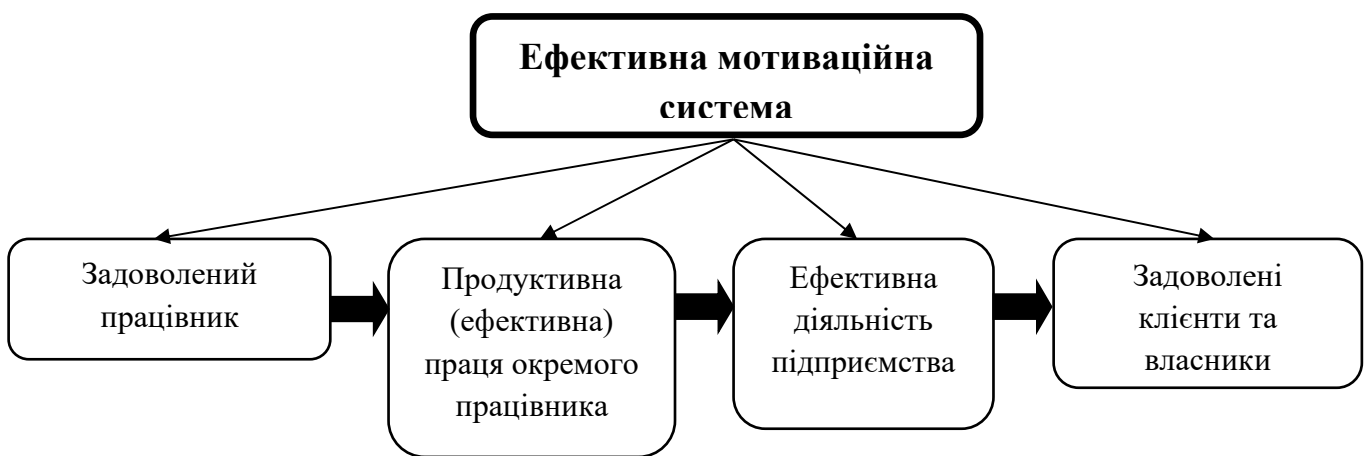 Ефективна мотиваційна
система
Задоволений
працівник
Продуктивна
(ефективна)
праця окремого
працівника
Ефективна
діяльність
підприємства
Задоволені
клієнти та
власники